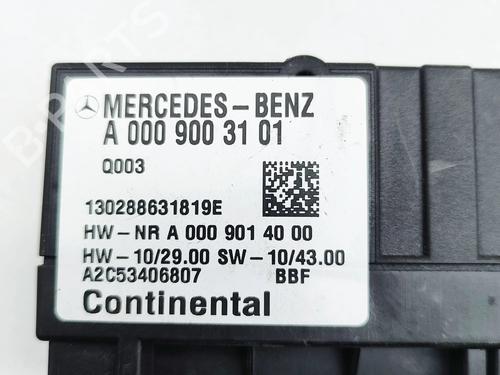 MERCEDES-BENZ
A 000 900 31 01
Q003
130288631819E
HW-NR A 000 901 40 00
HW-10/29.00 SW-10/43.00
A2C53406807 BBF
Continental
B-PARTS